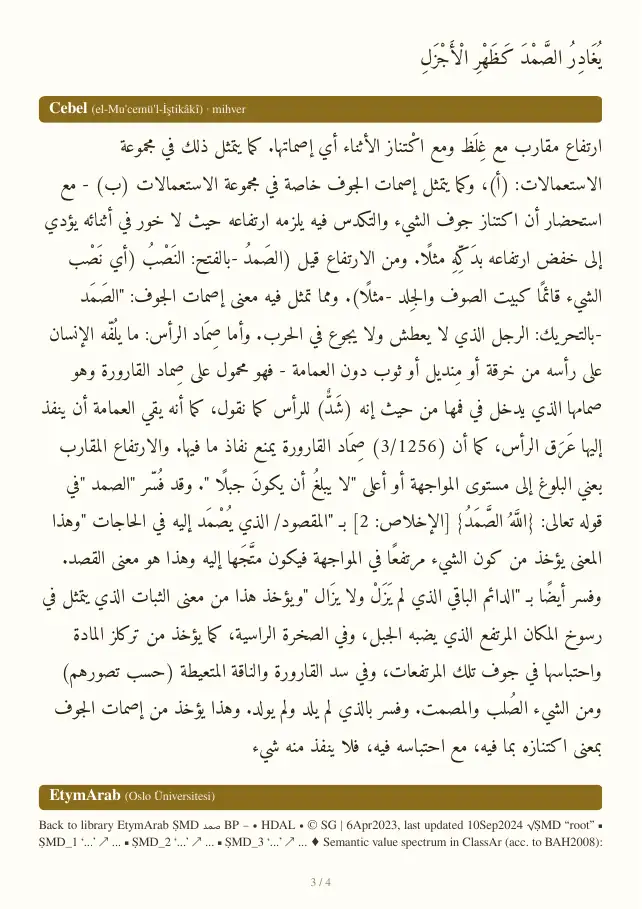 يُغَادِرُ الصَّمْدَ كَظَهْرِ الْأَجْزَلِ
Cebel (el-Mu'cemü'l-İştikâkî) · mihver
ارتفاع مقارب مع غِلَظ ومع اكْتناز الأثناء أي إصماتها. كما يتمثل ذلك في مجموعة
الاستعمالات: (أ)، وكما يتمثل إصمات الجوف خاصة في مجموعة الاستعمالات (ب) - مع
استحضار أن اكتناز جوف الشيء والتكدس فيه يلزمه ارتفاعه حيث لا خور في أثنائه يؤدي
إلى خفض ارتفاعه بدَكِّهِ مثلًا. ومن الارتفاع قيل (الصَمدُ -بالفتح: النَصْبُ (أي نَصْب
الشيء قائمًا كبيت الصوف والجِلد -مثلًا). ومما تمثل فيه معنى إصمات الجوف: "الصَمَد
-بالتحريك: الرجل الذي لا يعطش ولا يجوع في الحرب. وأما صِمَاد الرأس: ما يلُفّه الإنسان
على رأسه من خرقة أو مِنديل أو ثوب دون العمامة - فهو محمول على صِماد القارورة وهو
صمامها الذي يدخل في فمها من حيث إنه (شَدٌّ) للرأس كما نقول، كما أنه يقي العمامة أن ينفذ
إليها عَرَق الرأس، كما أن (3/1256) صِمَاد القارورة يمنع نفاذ ما فيها. والارتفاع المقارب
يعني البلوغ إلى مستوى المواجهة أو أعلى "لا يبلغُ أن يكونَ جبلًا ". وقد فُسّر "الصمد "في
قوله تعالى: {اللَّهُ الصَّمَدُ} [الإخلاص: 2] بـ "المقصود/ الذي يُصْمَد إليه في الحاجات "وهذا
المعنى يؤخذ من كون الشيء مرتفعًا في المواجهة فيكون متَّجَها إليه وهذا هو معنى القصد.
وفسر أيضًا بـ "الدائم الباقي الذي لم يَزَلْ ولا يَزَال "ويؤخذ هذا من معنى الثبات الذي يتمثل في
رسوخ المكان المرتفع الذي يضبه الجبل، وفي الصخرة الراسية، كما يؤخذ من تركلز المادة
واحتباسها في جوف تلك المرتفعات، وفي سد القارورة والناقة المتعيطة (حسب تصورهم)
ومن الشيء الصُلب والمصمت. وفسر بالذي لم يلد ولم يولد. وهذا يؤخذ من إصمات الجوف
بمعنى اكتنازه بما فيه، مع احتباسه فيه، فلا ينفذ منه شيء
EtymArab (Oslo Üniversitesi)
Back to library EtymArab ṢMD صمد BP – • HDAL • © SG | 6Apr2023, last updated 10Sep2024 √ṢMD “root” ▪
ṢMD_1 ‘...’ ↗ ... ▪ ṢMD_2 ‘...’ ↗ ... ▪ ṢMD_3 ‘...’ ↗ ... ♦ Semantic value spectrum in ClassAr (acc. to BAH2008):
3 / 4